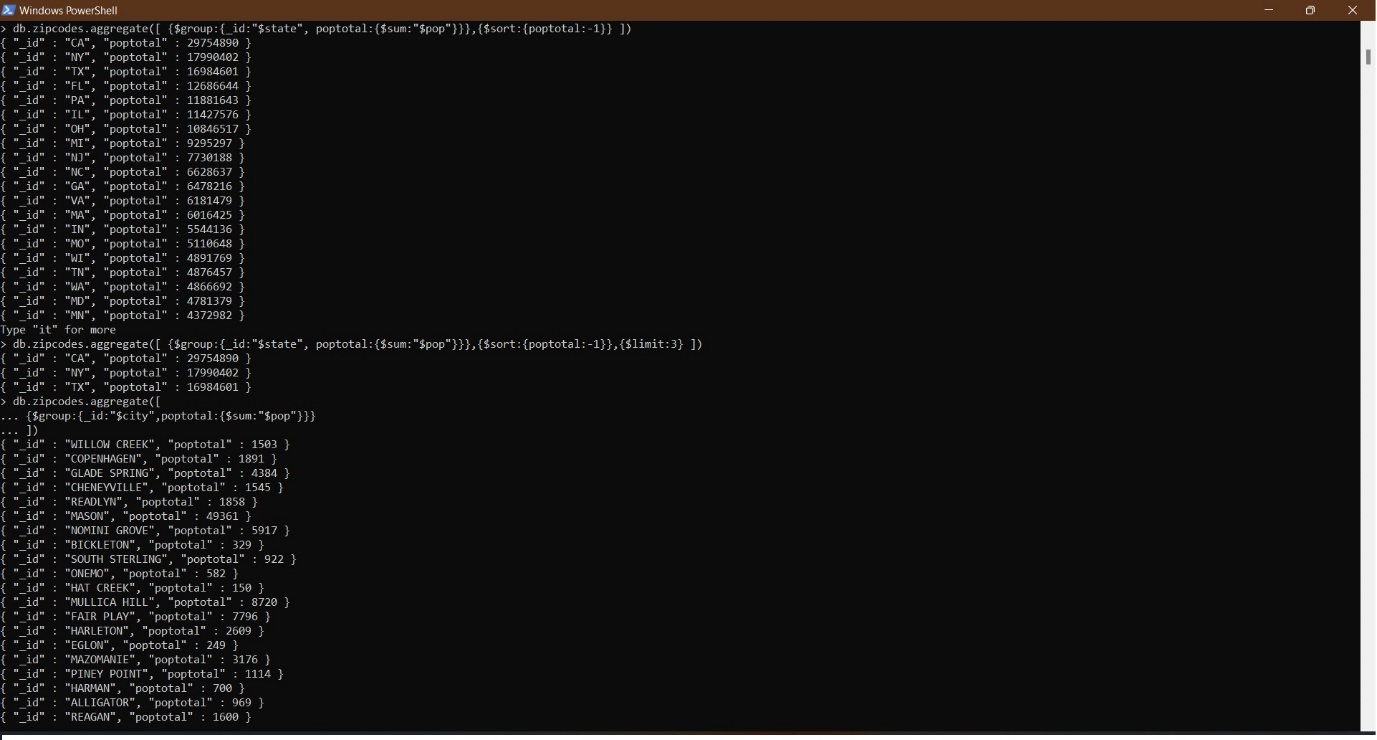 Windows PowerShell
> db.zipcodes.aggregate([ {$group:{_id:"$state", poptotal:{$sum:"$pop"}}},{$sort:{poptotal:-1}} ])
{ "_id" : "CA", "poptotal" : 29754890 }
{ "_id" : "NY", "poptotal" : 17990402 }
{ "_id" : "TX", "poptotal" : 16984601 }
{ "_id" : "FL", "poptotal" : 12686644 }
{ "_id" : "PA", "poptotal" : 11881643 }
{ "_id" : "IL", "poptotal" : 11427576 }
{ "_id" : "OH", "poptotal" : 10846517 }
{ "_id" : "MI", "poptotal" : 9295297 }
{ "_id" : "NJ", "poptotal" : 7730188 }
{ "_id" : "NC", "poptotal" : 6628637 }
{ "_id" : "GA", "poptotal" : 6478216 }
{ "_id" : "VA", "poptotal" : 6181479 }
{ "_id" : "MA", "poptotal" : 6016425 }
{ "_id" : "IN", "poptotal" : 5544136 }
{ "_id" : "MO", "poptotal" : 5110648 }
{ "_id" : "WI", "poptotal" : 4891769 }
{ "_id" : "TN", "poptotal" : 4876457 }
{ "_id" : "WA", "poptotal" : 4866692 }
{ "_id" : "MD", "poptotal" : 4781379 }
{ "_id" : "MN", "poptotal" : 4372982 }
Type "it" for more
> db.zipcodes.aggregate([ {$group:{_id:"$state", poptotal:{$sum:"$pop"}}},{$sort:{poptotal:-1}},{$limit:3} ])
{ "_id" : "CA", "poptotal" : 29754890 }
{ "_id" : "NY", "poptotal" : 17990402 }
{ "_id" : "TX", "poptotal" : 16984601 }
> db.zipcodes.aggregate([
... {$group:{_id:"$city",poptotal:{$sum:"$pop"}}}
... ])
{ "_id" : "WILLOW CREEK", "poptotal" : 1503 }
{ "_id" : "COPENHAGEN", "poptotal" : 1891 }
{ "_id" : "GLADE SPRING", "poptotal" : 4384 }
{ "_id" : "CHENEYVILLE", "poptotal" : 1545 }
{ "_id" : "READLYN", "poptotal" : 1858 }
{ "_id" : "MASON", "poptotal" : 49361 }
{ "_id" : "NOMINI GROVE", "poptotal" : 5917 }
{ "_id" : "BICKLETON", "poptotal" : 329 }
{ "_id" : "SOUTH STERLING", "poptotal" : 922 }
{ "_id" : "ONEMO", "poptotal" : 582 }
{ "_id" : "HAT CREEK", "poptotal" : 150 }
{ "_id" : "MULLICA HILL", "poptotal" : 8720 }
{ "_id" : "FAIR PLAY", "poptotal" : 7796 }
{ "_id" : "HARLETON", "poptotal" : 2609 }
{ "_id" : "EGLON", "poptotal" : 249 }
{ "_id" : "MAZOMANIE", "poptotal" : 3176 }
{ "_id" : "PINEY POINT", "poptotal" : 1114 }
{ "_id" : "HARMAN", "poptotal" : 700 }
{ "_id" : "ALLIGATOR", "poptotal" : 969 }
{ "_id" : "REAGAN", "poptotal" : 1600 }